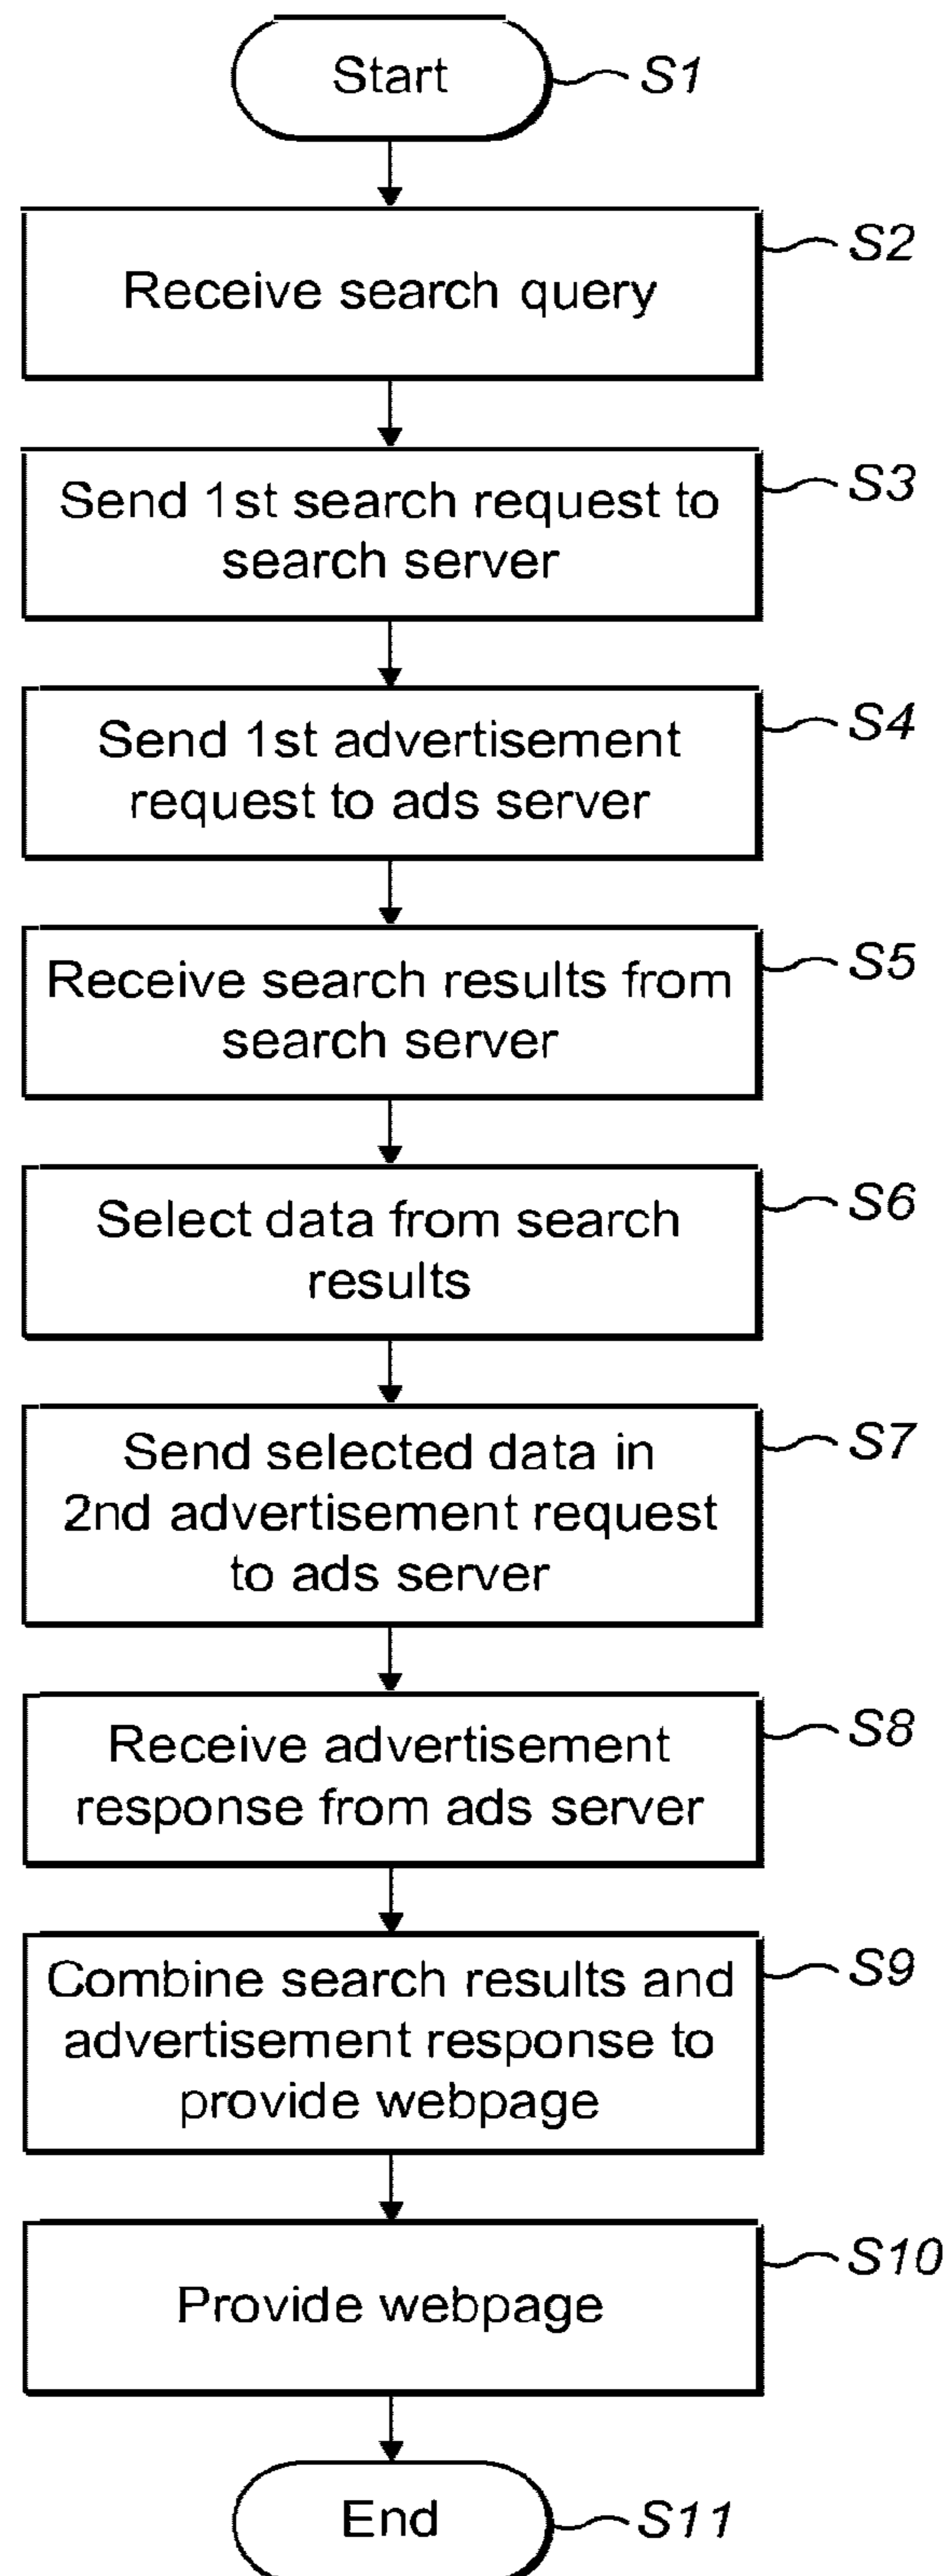 Start
S1
Receive search query
S2
Send 1st search request to
search server
S3
Send 1st advertisement
request to ads server
S4
Receive search results from
search server
S5
Select data from search
results
S6
Send selected data in
2nd advertisement request
to ads server
S7
Receive advertisement
response from ads server
S8
Combine search results and
advertisement response to
provide webpage
S9
Provide webpage
S10
End
S11